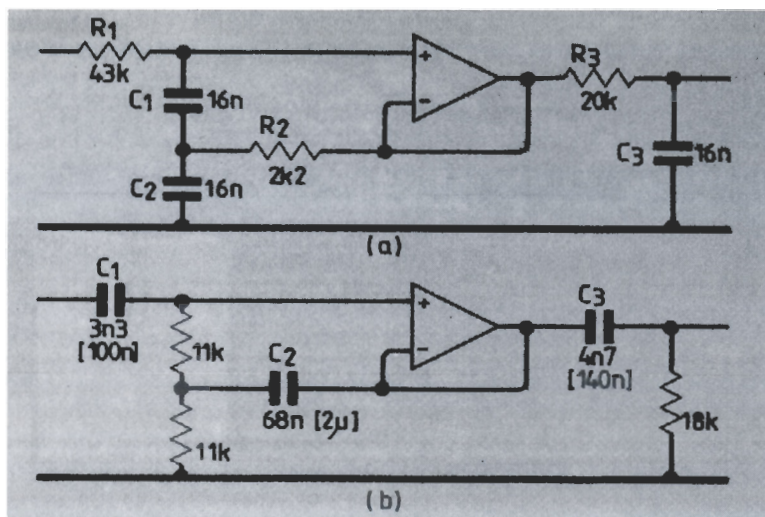 R1
43k
C1 16n
R2
2k2
C2 16n
+
-
R3
20k
C3 16n
(a)
C1
3n3
[100n]
11k
C2
68n [2µ]
11k
+
-
C3
4n7
[140n]
18k
(b)